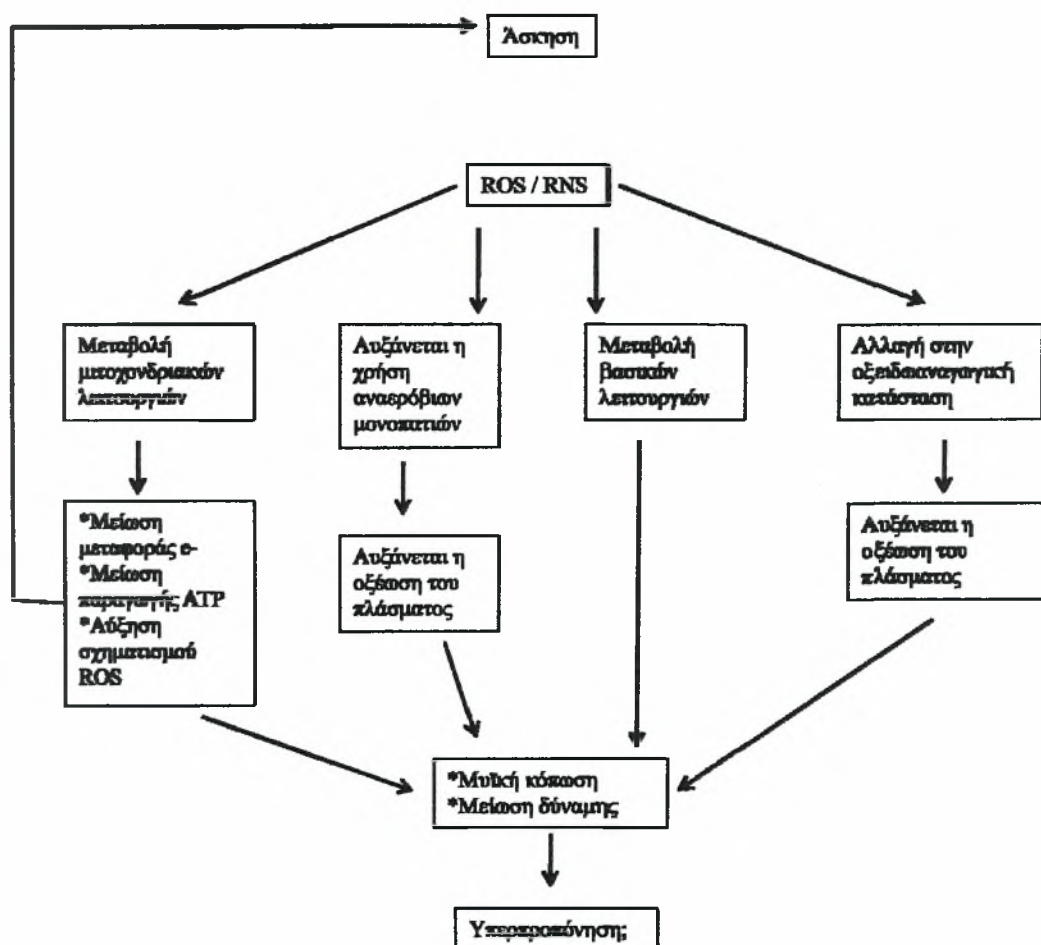 Άσκηση
ROS / RNS
Μεταβολή
μιτοχονδριακών
λειτουργιών
Αυξάνεται η
χρήση
αναερόβιων
μονοπατιών
Μεταβολή
βασικών
λειτουργιών
Αλλαγή στην
οξειδαιαναγωγική
κατάσταση
*Μείωση
μεταφοράς e-
*Μείωση
παραγωγής ATP
*Αύξηση
σχηματισμού
ROS
Αυξάνεται η
οξέωση του
πλάσματος
Αυξάνεται η
οξέωση του
πλάσματος
*Μυϊκή κόπωση
*Μείωση δύναμης
Υπερπροπόνηση;